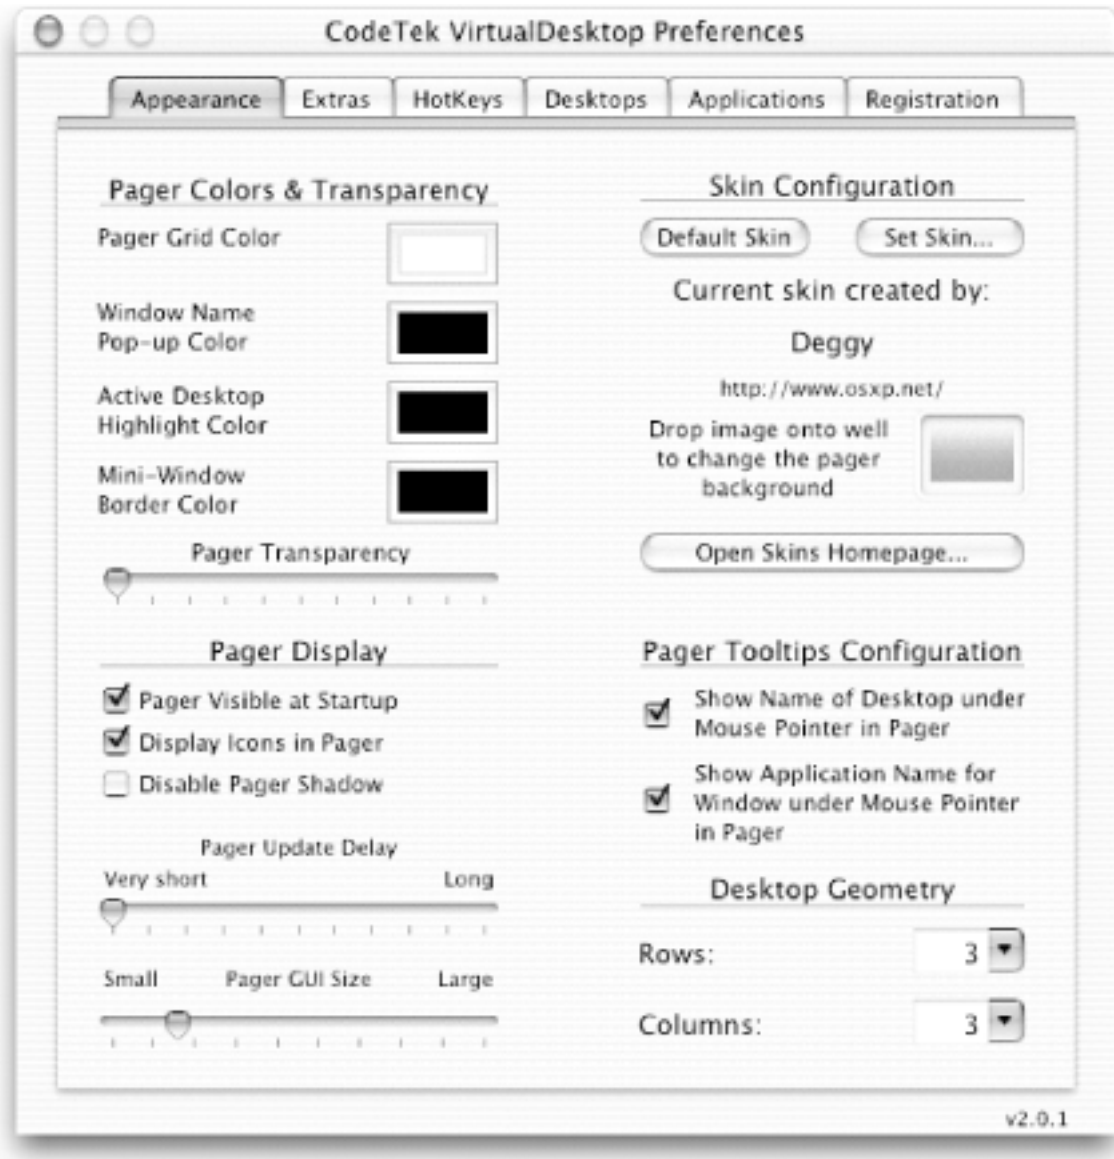 CodeTek VirtualDesktop Preferences
Appearance
Extras
HotKeys
Desktops
Applications
Registration
Pager Colors & Transparency
Pager Grid Color
Window Name
Pop-up Color
Active Desktop
Highlight Color
Mini-Window
Border Color
Pager Transparency
Pager Display
Pager Visible at Startup
Display Icons in Pager
Disable Pager Shadow
Pager Update Delay
Very short
Long
Small
Pager GUI Size
Large
Skin Configuration
Default Skin
Set Skin...
Current skin created by:
Deggy
http://www.osxp.net/
Drop image onto well
to change the pager
background
Open Skins Homepage...
Pager Tooltips Configuration
Show Name of Desktop under
Mouse Pointer in Pager
Show Application Name for
Window under Mouse Pointer
in Pager
Desktop Geometry
Rows: 3
Columns: 3
v2.0.1